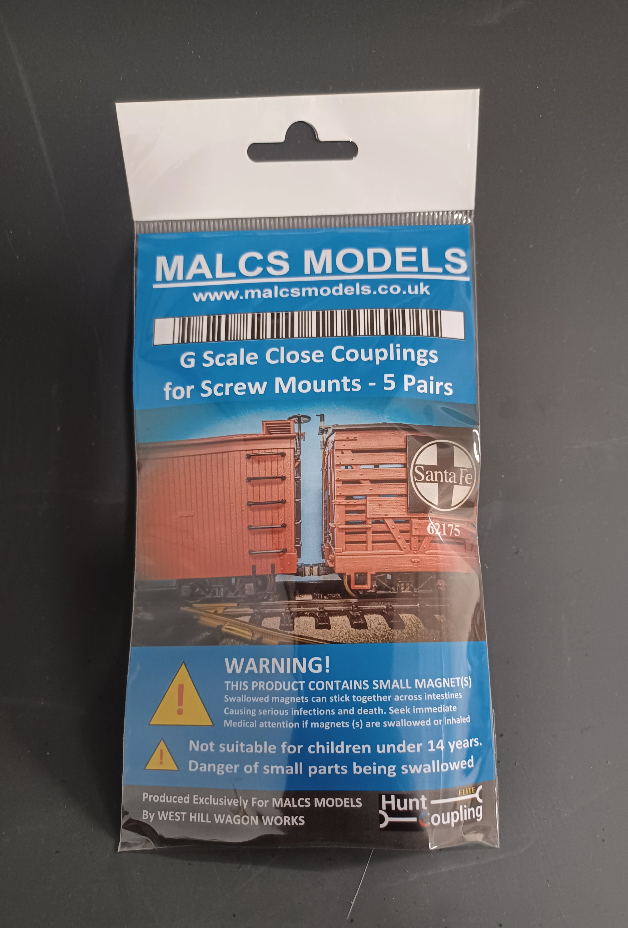 MALCS MODELS
www.malcsmodels.co.uk
G Scale Close Couplings
for Screw Mounts - 5 Pairs
Santa Fe
62175
WARNING!
THIS PRODUCT CONTAINS SMALL MAGNET(S)
Swallowed magnets can stick together across intestines
Causing serious infections and death. Seek immediate
Medical attention if magnets (s) are swallowed or inhaled
!
Not suitable for children under 14 years.
!
Danger of small parts being swallowed
Produced Exclusively For MALCS MODELS
By WEST HILL WAGON WORKS
ELITE
Hunt
Coupling